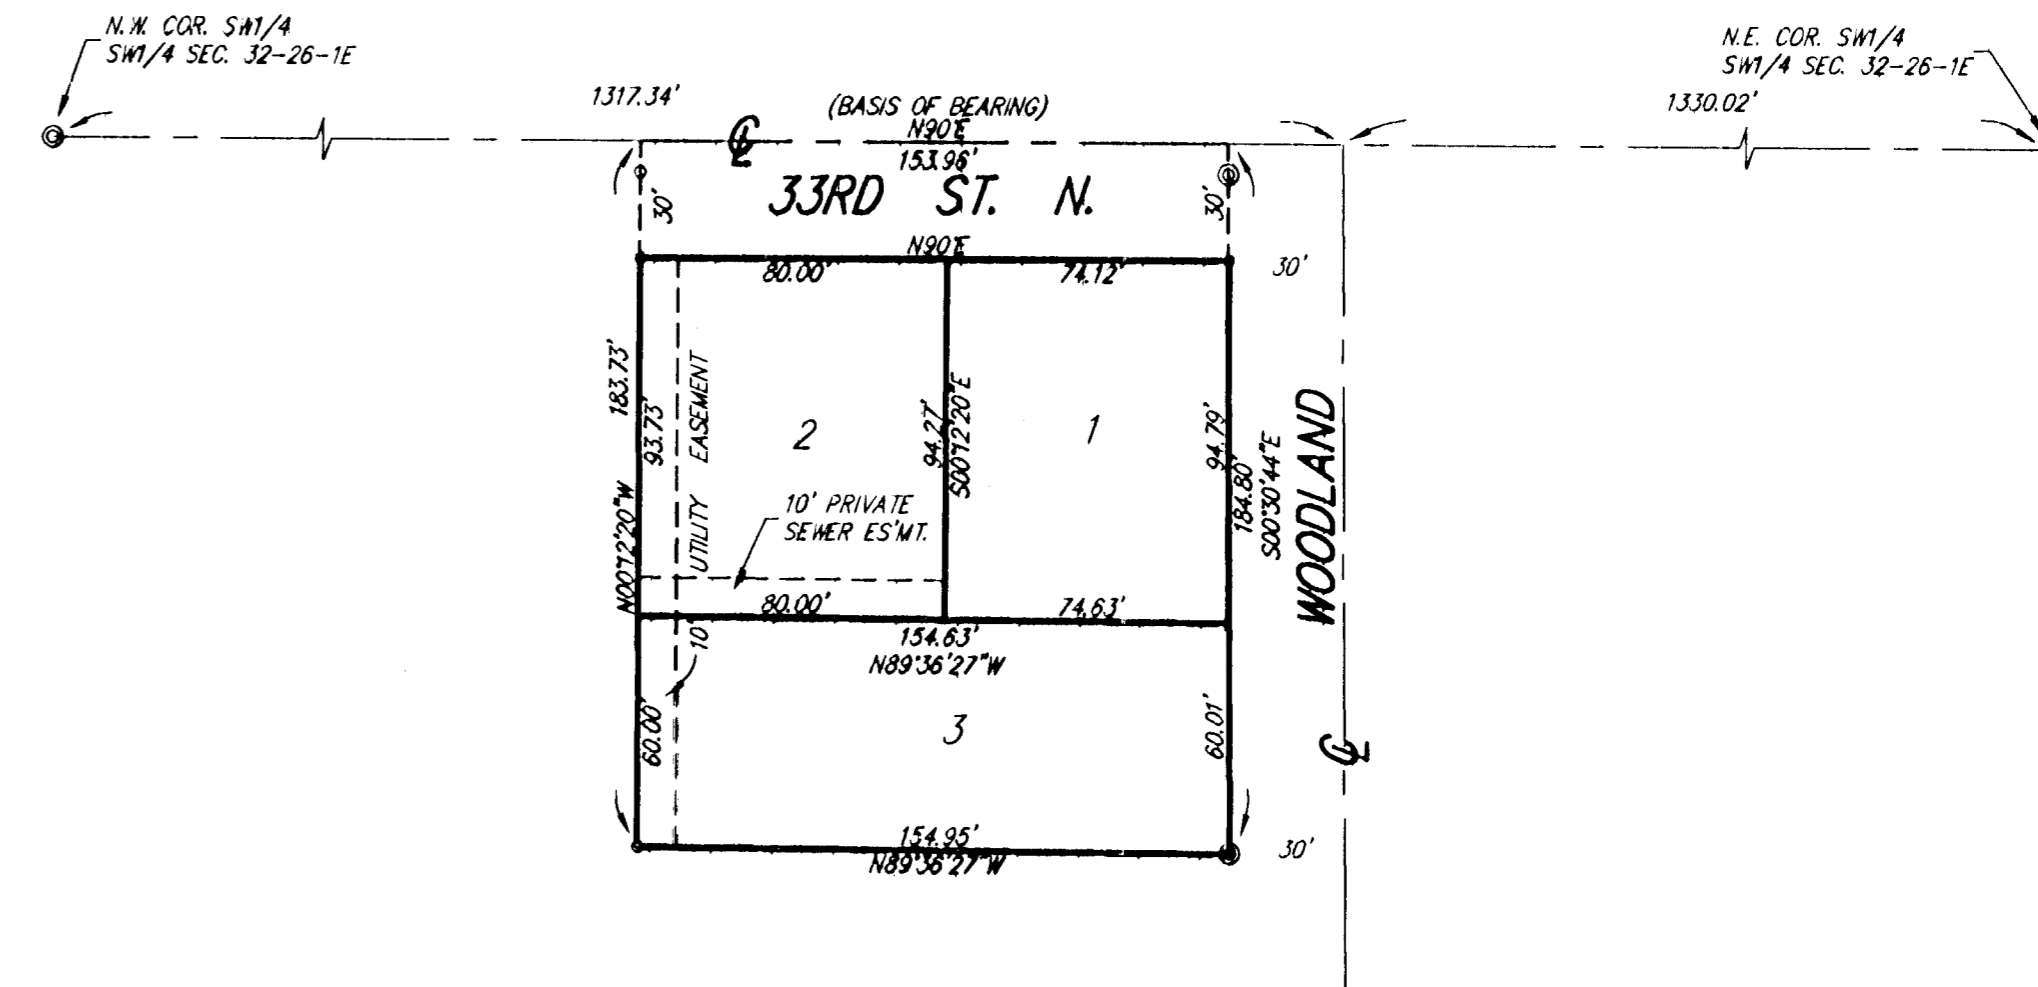 N.W. COR. SW1/4
SW1/4 SEC. 32-26-1E
N.E. COR. SW1/4
SW1/4 SEC. 32-26-1E
1317.34'
(BASIS OF BEARING)
1330.02'
N90°E
153.96'
33RD ST. N.
30'
30'
N90°E
80.00'
74.12'
30'
183.73'
93.73'
N00°12'20"W
UTILITY EASEMENT
2
94.27'
S00°12'20"E
1
94.79'
184.80'
S00°30'44"E
WOODLAND
10' PRIVATE
SEWER ES'MT.
80.00'
74.63'
154.63'
N89°36'27"W
10'
60.00'
3
60.01'
154.95'
N89°36'27"W
30'